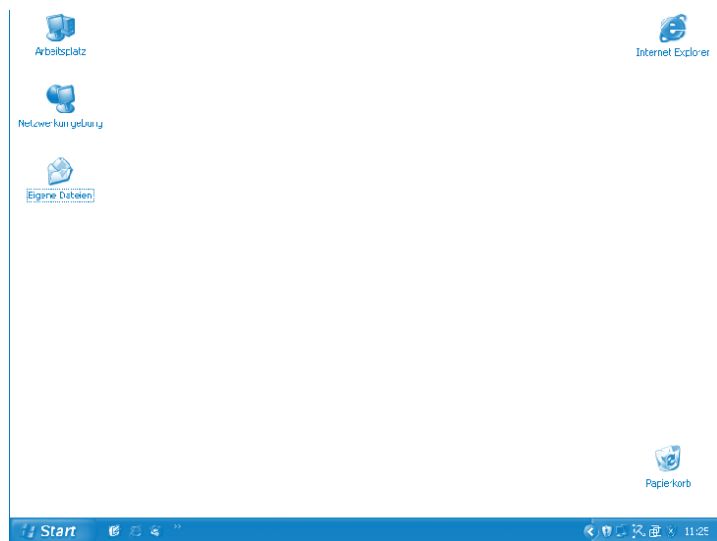 Arbeitsplatz
Internet Explorer
Netzwerkumgebung
Eigene Dateien
Papierkorb
Start
11:25